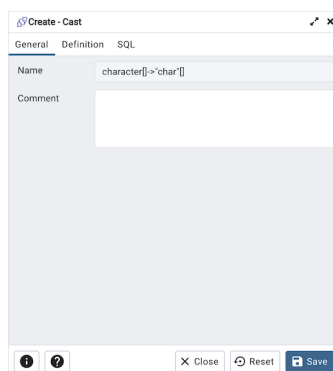 Create - Cast
General Definition SQL
Name character[]->"char"[]
Comment
Close Reset Save